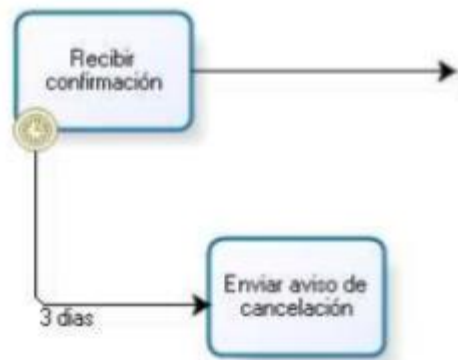 Recibir
confirmación
Enviar aviso de
cancelación
3 dias